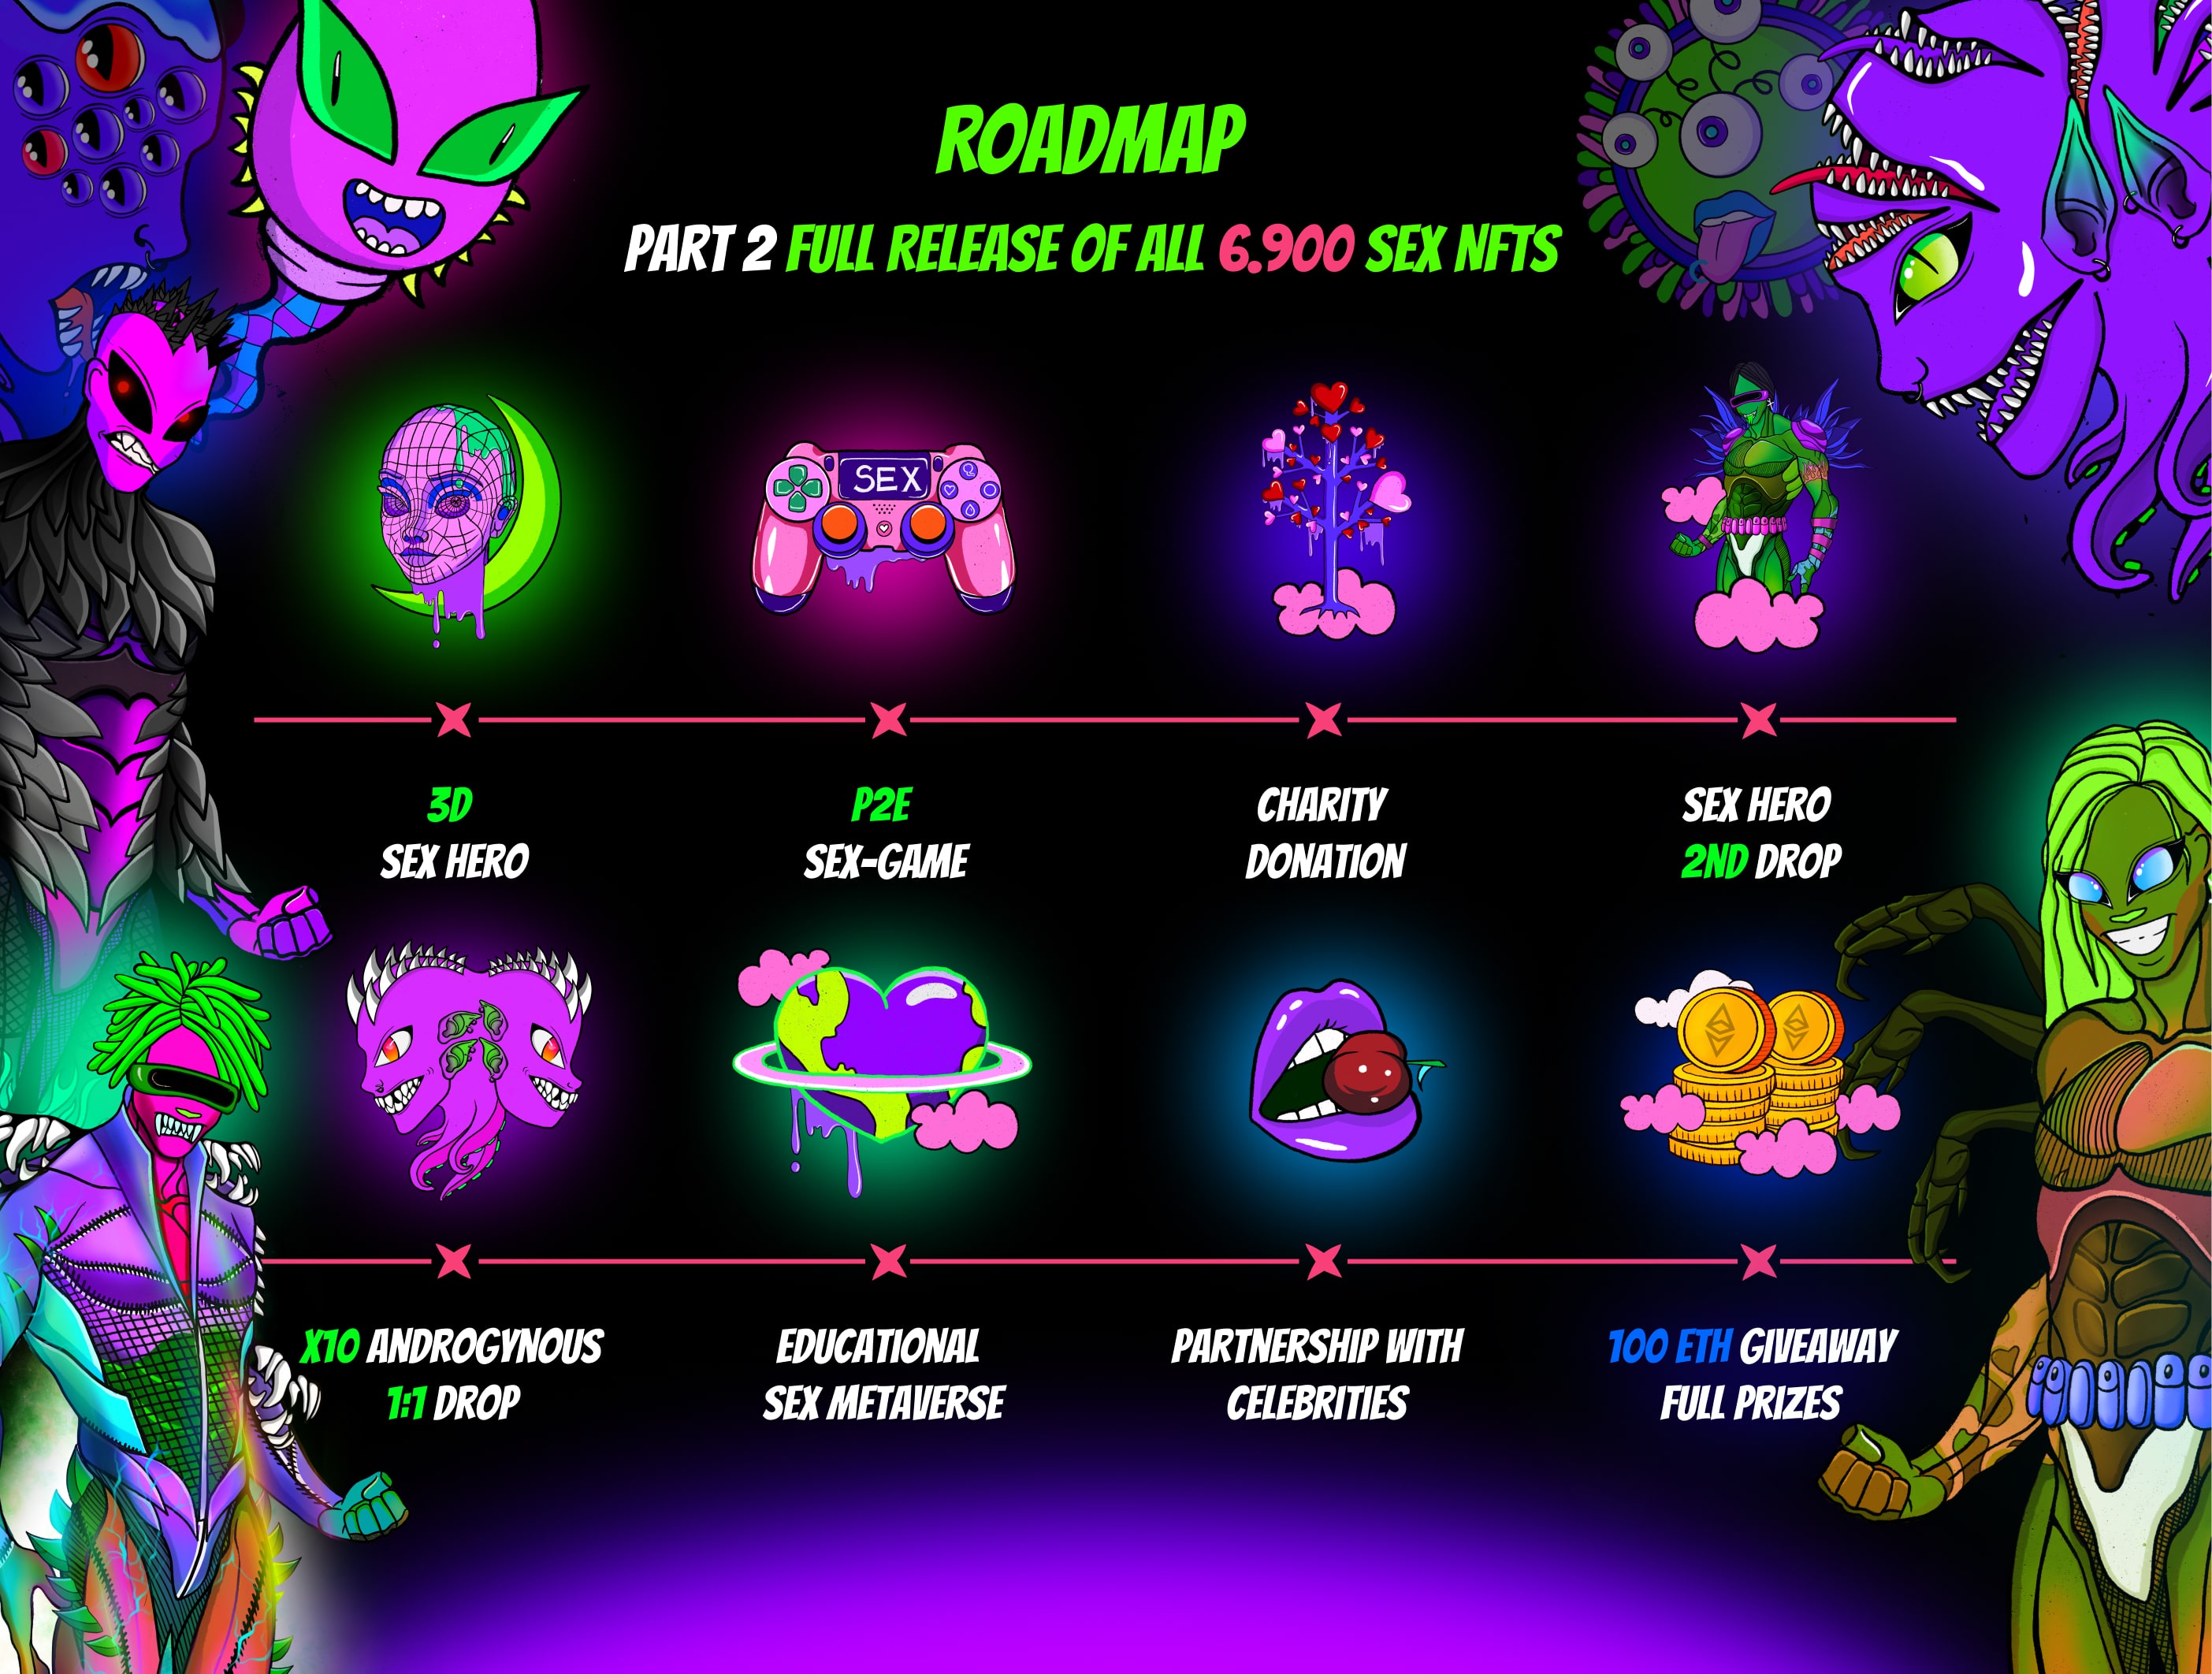 ROADMAP
PART 2 FULL RELEASE OF ALL 6.900 SEX NFTS
SEX
3D
SEX HERO
P2E
SEX-GAME
CHARITY
DONATION
SEX HERO
2ND DROP
X10 ANDROGYNOUS
1:1 DROP
EDUCATIONAL
SEX METAVERSE
PARTNERSHIP WITH
CELEBRITIES
100 ETH GIVEAWAY
FULL PRIZES